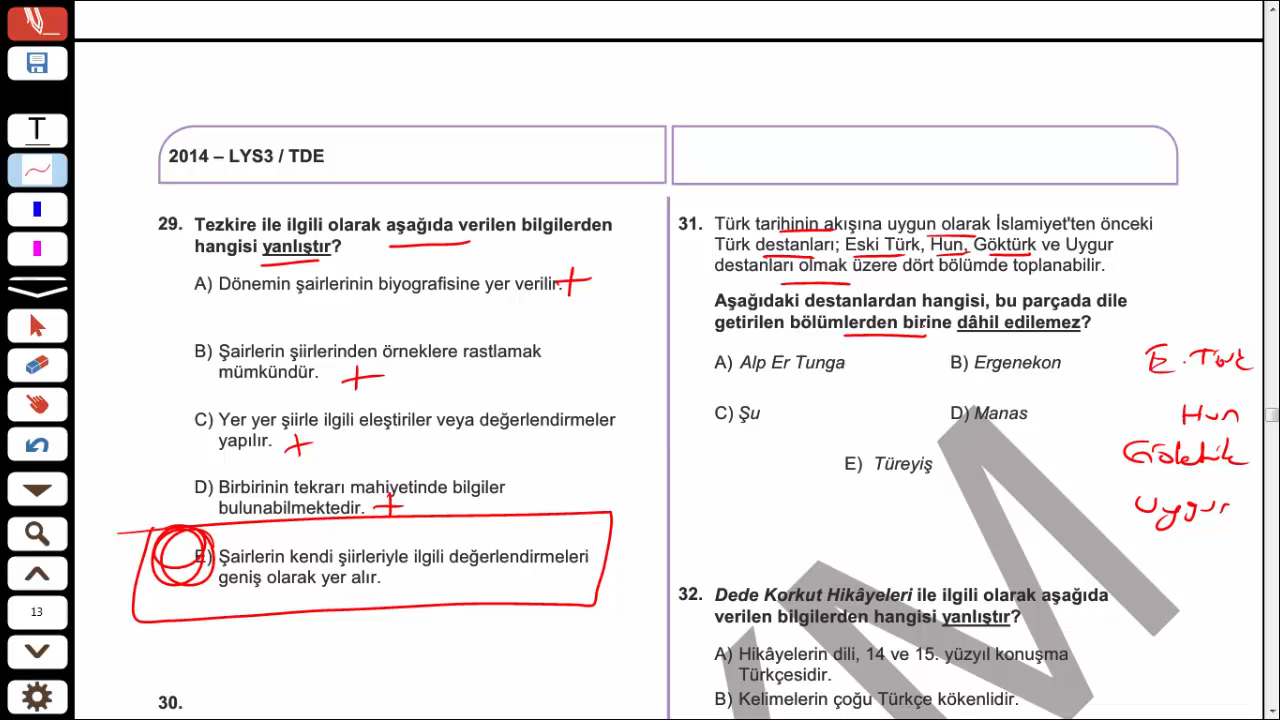 T
13
2014 – LYS3 / TDE
29. Tezkire ile ilgili olarak aşağıda verilen bilgilerden
hangisi yanlıştır?
A) Dönemin şairlerinin biyografisine yer verilir.
B) Şairlerin şiirlerinden örneklere rastlamak
mümkündür.
C) Yer yer şiirle ilgili eleştiriler veya değerlendirmeler
yapılır.
D) Birbirinin tekrarı mahiyetinde bilgiler
bulunabilmektedir.
E) Şairlerin kendi şiirleriyle ilgili değerlendirmeleri
geniş olarak yer alır.
30.
31. Türk tarihinin akışına uygun olarak İslamiyet'ten önceki
Türk destanları; Eski Türk, Hun, Göktürk ve Uygur
destanları olmak üzere dört bölümde toplanabilir.
Aşağıdaki destanlardan hangisi, bu parçada dile
getirilen bölümlerden birine dâhil edilemez?
A) Alp Er Tunga
B) Ergenekon
C) Şu
D) Manas
E) Türeyiş
E. Türk
Hun
Göktürk
Uygur
32. Dede Korkut Hikâyeleri ile ilgili olarak aşağıda
verilen bilgilerden hangisi yanlıştır?
A) Hikâyelerin dili, 14 ve 15. yüzyıl konuşma
Türkçesidir.
B) Kelimelerin çoğu Türkçe kökenlidir.